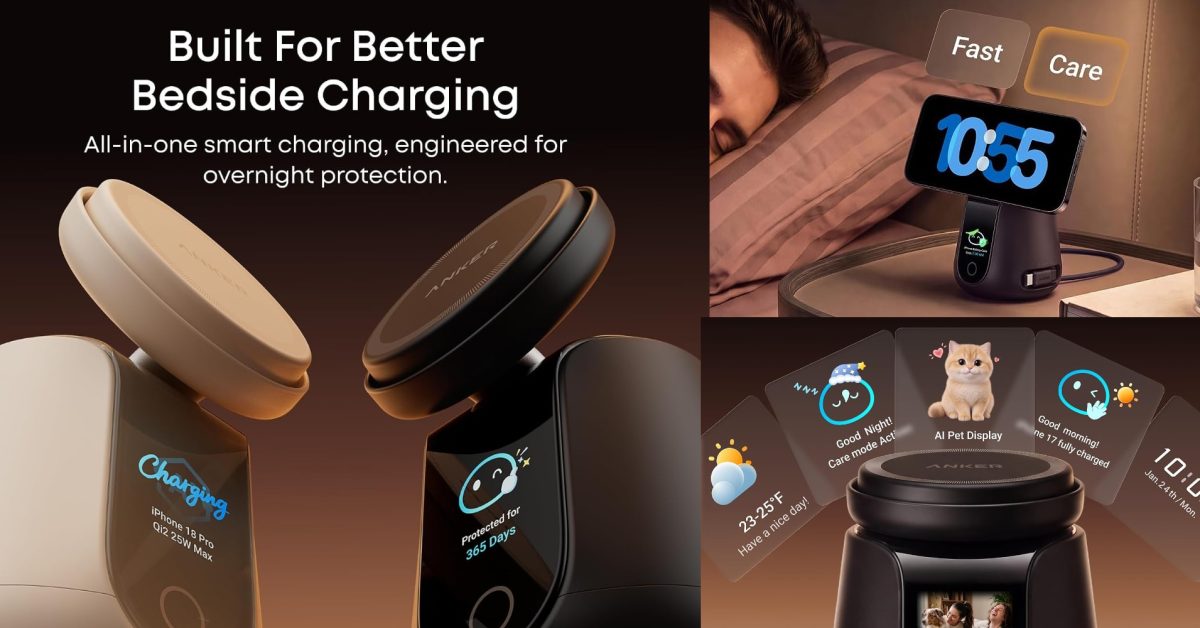 Built For Better
Bedside Charging
All-in-one smart charging, engineered for
overnight protection.
ANKER
ANKER
Charging
iPhone 18 Pro
Qi2 25W Max
Protected for
365 Days
Fast
Care
10:55
23-25°F
Have a nice day!
Good Night!
Care mode Acti
AI Pet Display
Good morning!
ne 17 fully charged
10:0
Jan.24th / Mon
ANKER